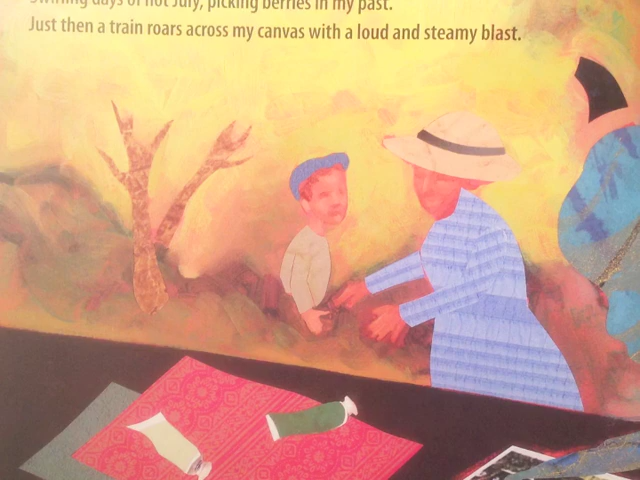 Swirling days of hot July, picking berries in my past.
Just then a train roars across my canvas with a loud and steamy blast.